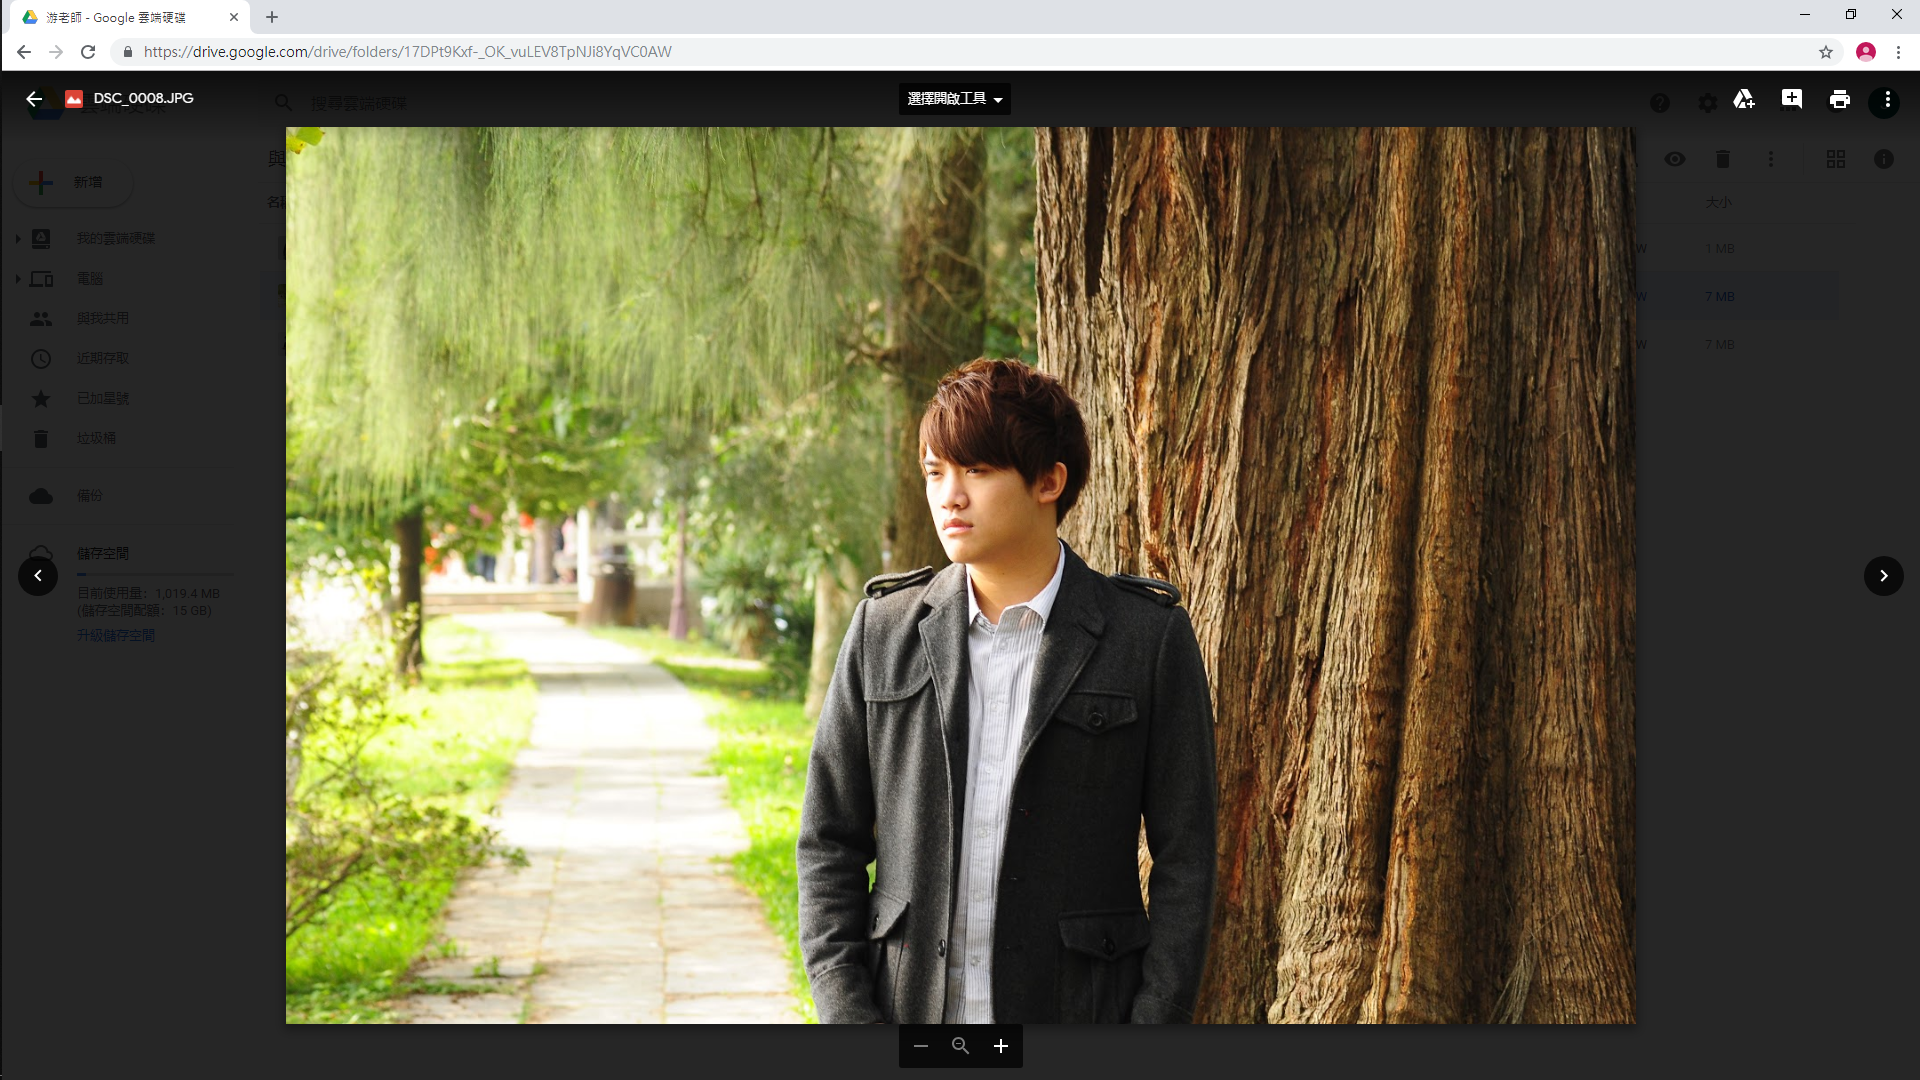 游老師 - Google 雲端硬碟
https://drive.google.com/drive/folders/17DPt9Kxf-_OK_vuLEV8TpNJi8YqVC0AW
DSC_0008.JPG
搜尋雲端硬碟
選擇開啟工具
新增
大小
我的雲端硬碟
W
1 MB
電腦
W
7 MB
與我共用
W
7 MB
近期存取
已加星號
垃圾桶
備份
儲存空間
目前使用量：1,019.4 MB
(儲存空間配額：15 GB)
升級儲存空間